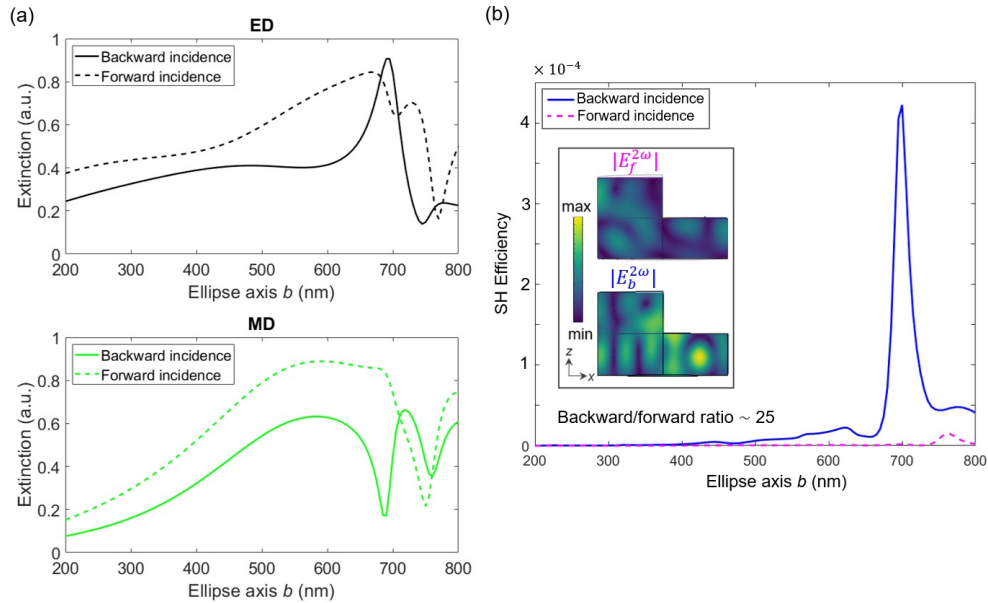 (a)
ED
Backward incidence
Forward incidence
Extinction (a.u.)
1
0.8
0.6
0.4
0.2
0
200 300 400 500 600 700 800
Ellipse axis b (nm)
MD
Backward incidence
Forward incidence
Extinction (a.u.)
1
0.8
0.6
0.4
0.2
0
200 300 400 500 600 700 800
Ellipse axis b (nm)
(b)
× 10⁻⁴
Backward incidence
Forward incidence
SH Efficiency
4
3
2
1
0
|E_f^{2ω}|
max
min
|E_b^{2ω}|
z
x
Backward/forward ratio ~ 25
200 300 400 500 600 700 800
Ellipse axis b (nm)